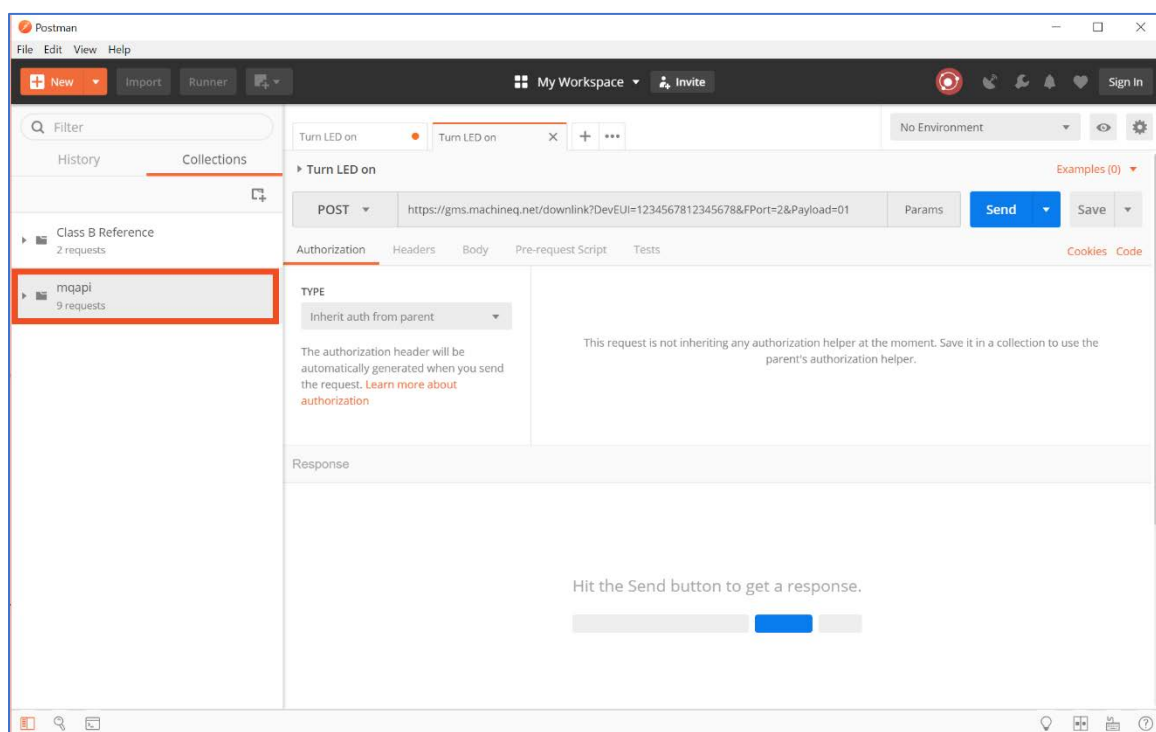 Postman
File Edit View Help
New Import Runner My Workspace Invite Sign In
Filter
History Collections
Class B Reference
2 requests
mqapi
9 requests
Turn LED on Turn LED on No Environment
Turn LED on Examples (0)
POST https://gms.machineq.net/downlink?DevEUI=1234567812345678&FPort=2&Payload=01 Params Send Save
Authorization Headers Body Pre-request Script Tests Cookies Code
TYPE
Inherit auth from parent
The authorization header will be
automatically generated when you send
the request. Learn more about
authorization
This request is not inheriting any authorization helper at the moment. Save it in a collection to use the
parent's authorization helper.
Response
Hit the Send button to get a response.